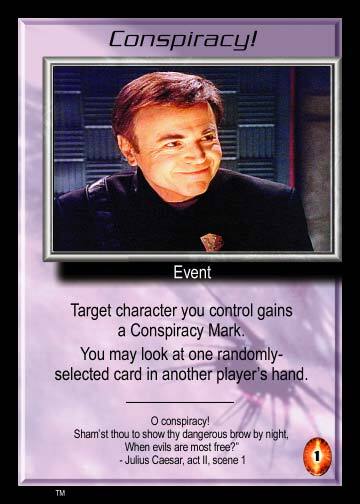 Conspiracy!
Event
Target character you control gains
a Conspiracy Mark.
You may look at one randomly-
selected card in another player's hand.
O conspiracy!
Sham'st thou to show thy dangerous brow by night,
When evils are most free?"
- Julius Caesar, act II, scene 1
1
TM